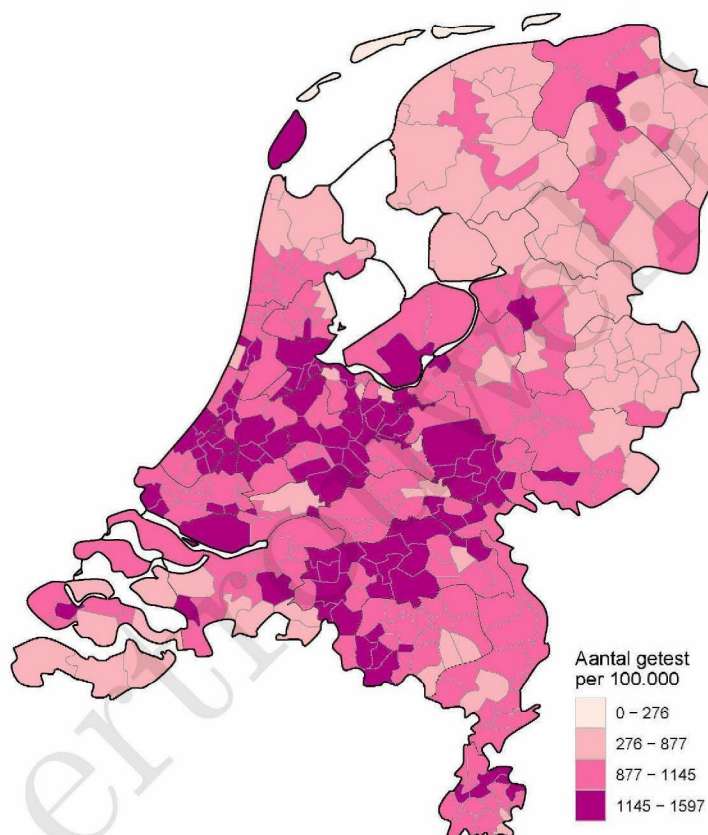 Aantal getest
per 100.000
0 – 276
276 – 877
877 – 1145
1145 – 1597